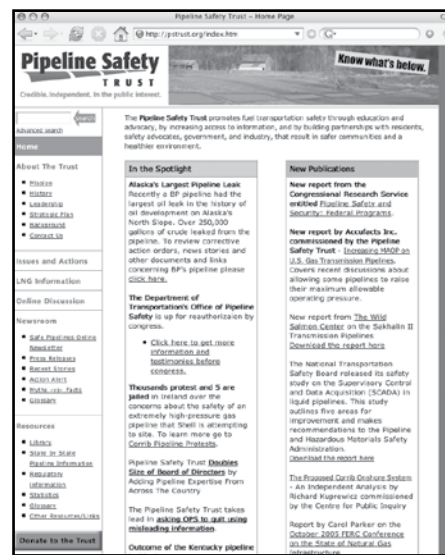 Pipeline Safety Trust – Home Page
http://pstrust.org/index.htm
Pipeline Safety
TRUST
Credible. Independent. In the public interest.
Know what's below.
search
Advanced search
Home
About The Trust
Mission
History
Leadership
Strategic Plan
Background
Contact Us
Issues and Actions
LNG Information
Online Discussion
Newsroom
Safe Pipelines Online
Newsletter
Press Releases
Recent Stories
Action Alert
Myths vs. Facts
Glossary
Resources
Library
State by State
Pipeline Information
Regulatory
Information
Statistics
Glossary
Other Resources/Links
Donate to the Trust
The Pipeline Safety Trust promotes fuel transportation safety through education and
advocacy, by increasing access to information, and by building partnerships with residents,
safety advocates, government, and industry, that result in safer communities and a
healthier environment.
In the Spotlight
Alaska's Largest Pipeline Leak
Recently a BP pipeline had the
largest oil leak in the history of
oil development on Alaska's
North Slope. Over 250,000
gallons of crude leaked from the
pipeline. To review corrective
action orders, news stories and
other documents and links
concerning BP's pipeline please
click here.
The Department of
Transportation's Office of Pipeline
Safety is up for reauthorizaion by
congress.
Click here to get more
information and
testimonies before
congress.
Thousands protest and 5 are
jailed in Ireland over the
concerns about the safety of an
extremely high-pressure gas
pipeline that Shell is attempting
to site. To learn more go to
Corrib Pipeline Protests.
Pipeline Safety Trust Doubles
Size of Board of Directors by
Adding Pipeline Expertise From
Across The Country
The Pipeline Safety Trust takes
lead in asking OPS to quit using
misleading information.
Outcome of the Kentucky pipeline
New Publications
New report from the
Congressional Research Service
entitled Pipeline Safety and
Security: Federal Programs.
New report by Accufacts Inc.
commissioned by the Pipeline
Safety Trust - Increasing MAOP on
U.S. Gas Transmission Pipelines.
Covers recent discussions about
allowing some pipelines to raise
their maximum allowable
operating pressure.
New report from The Wild
Salmon Center on the Sakhalin II
Transmission Pipelines
Download the report here
The National Transportation
Safety Board released its safety
study on the Supervisory Control
and Data Acquisition (SCADA) in
liquid pipelines. This study
outlines five areas for
improvement and makes
recommendations to the Pipeline
and Hazardous Materials Safety
Administration.
Download the report here
The Proposed Corrib Onshore System
- An Independent Analysis by
Richard Kuprewicz commissioned
by the Centre for Public Inquiry
Report by Carol Parker on the
October 2005 FERC Conference
on the State of Natural Gas
Infrastructure